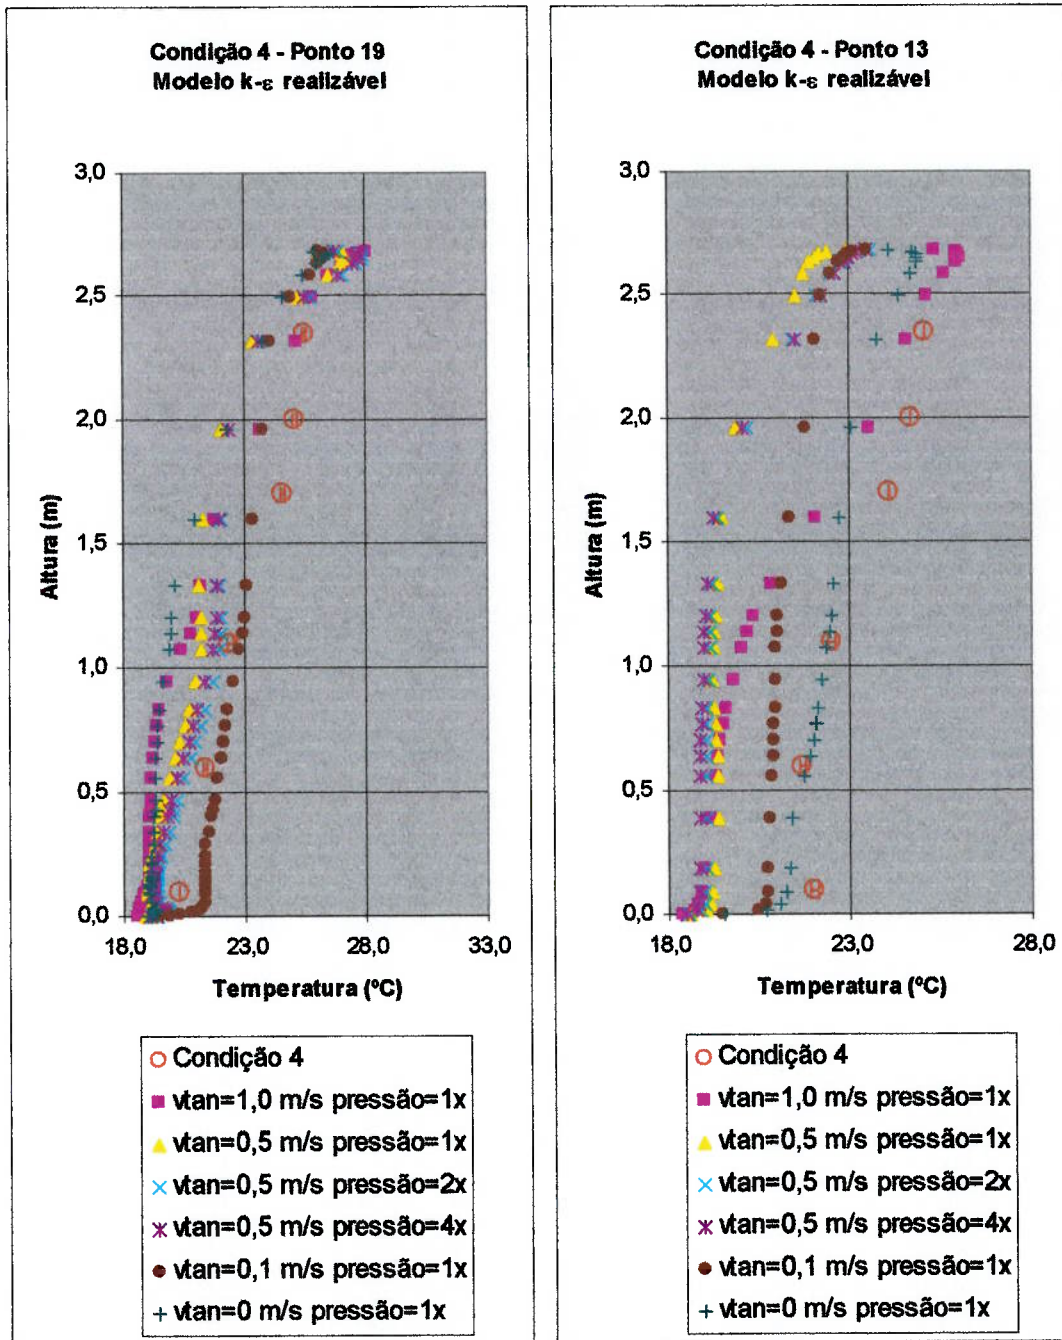 Condição 4 - Ponto 19
Modelo k-ε realizável
3,0
2,5
2,0
1,5
1,0
0,5
0,0
Altura (m)
18,0 23,0 28,0 33,0
Temperatura (ºC)
Condição 4
vtan=1,0 m/s pressão=1x
vtan=0,5 m/s pressão=1x
vtan=0,5 m/s pressão=2x
vtan=0,5 m/s pressão=4x
vtan=0,1 m/s pressão=1x
vtan=0 m/s pressão=1x
Condição 4 - Ponto 13
Modelo k-ε realizável
3,0
2,5
2,0
1,5
1,0
0,5
0,0
Altura (m)
18,0 23,0 28,0
Temperatura (ºC)
Condição 4
vtan=1,0 m/s pressão=1x
vtan=0,5 m/s pressão=1x
vtan=0,5 m/s pressão=2x
vtan=0,5 m/s pressão=4x
vtan=0,1 m/s pressão=1x
vtan=0 m/s pressão=1x